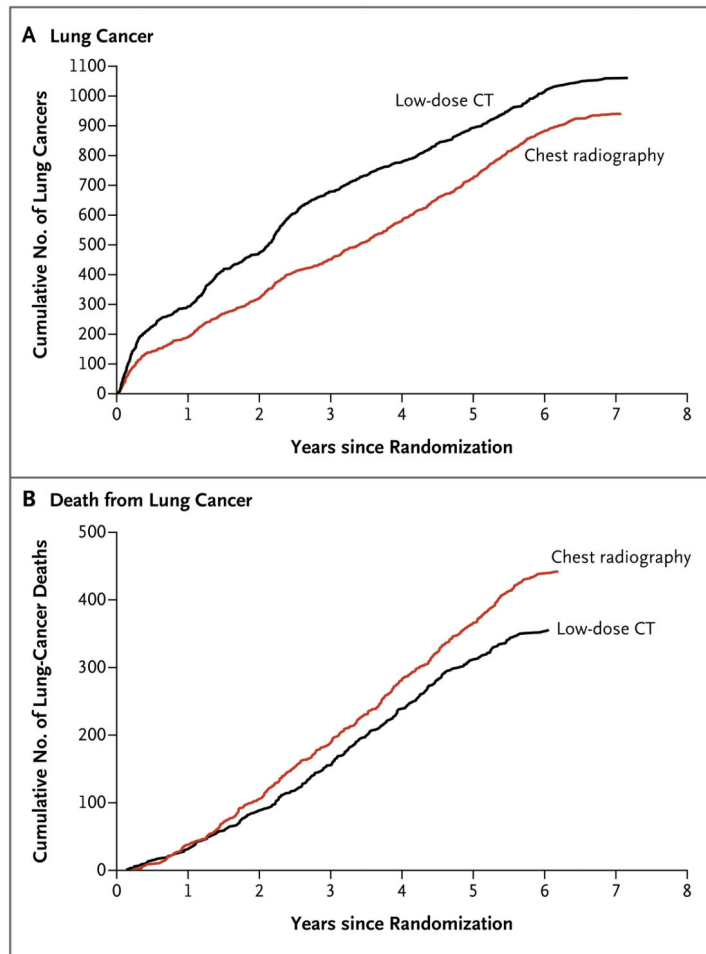 A Lung Cancer
Cumulative No. of Lung Cancers
1100
1000
900
800
700
600
500
400
300
200
100
0
Low-dose CT
Chest radiography
0 1 2 3 4 5 6 7 8
Years since Randomization
B Death from Lung Cancer
Cumulative No. of Lung-Cancer Deaths
500
400
300
200
100
0
Chest radiography
Low-dose CT
0 1 2 3 4 5 6 7 8
Years since Randomization